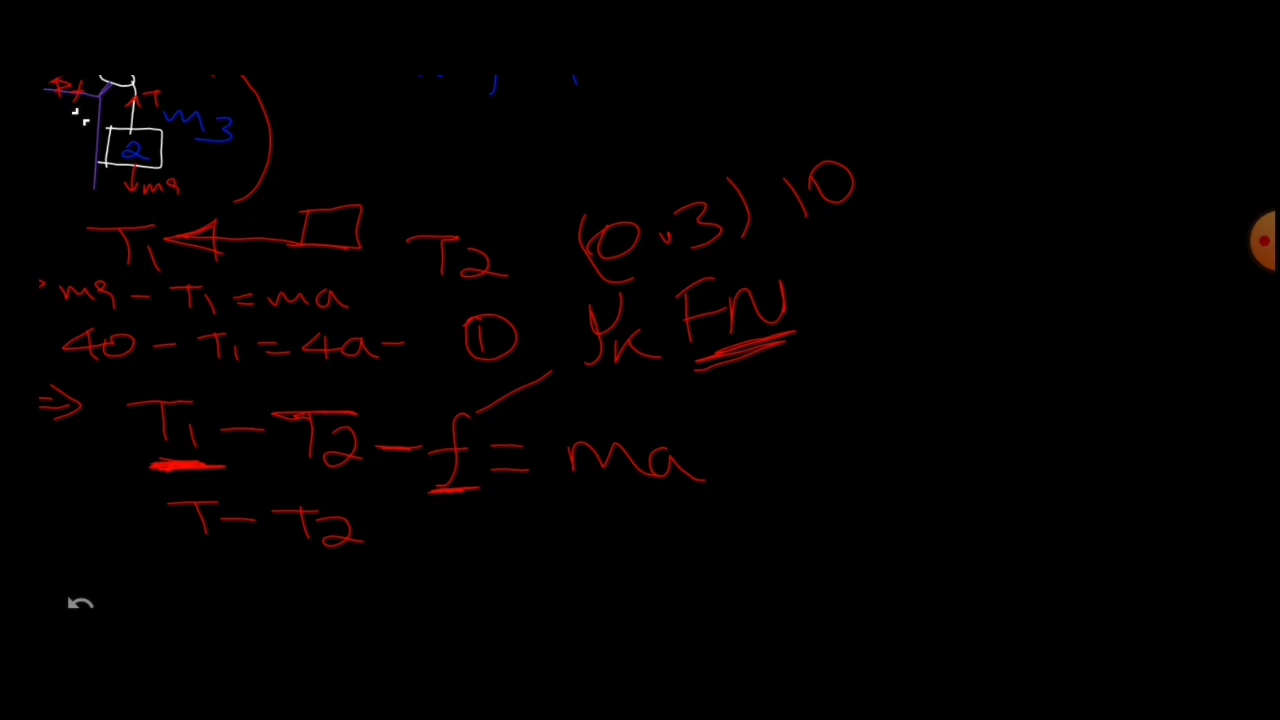 T
m3
2
mg
T1 T2 (0.3) 10
mg - T1 = ma
μk FN
40 - T1 = 4a - ①
⇒ T1 - T2 - f = ma
T - T2